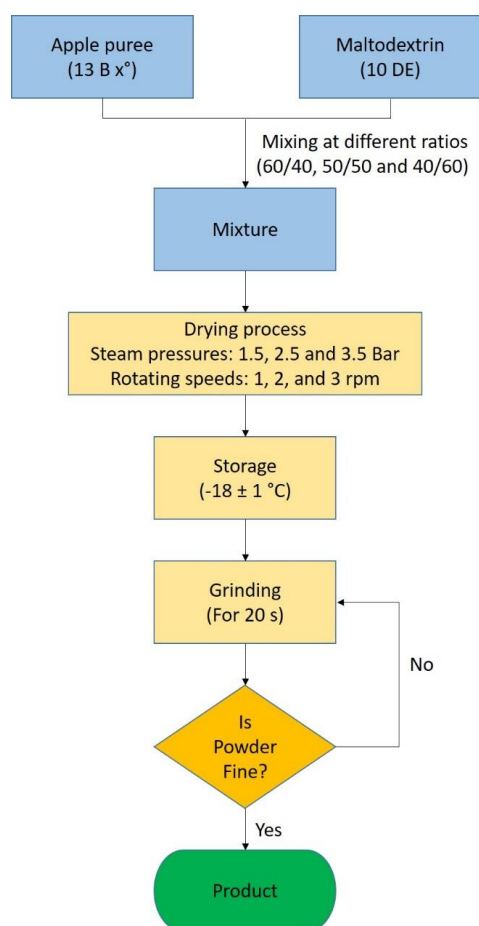 Apple puree
(13 B x°)
Maltodextrin
(10 DE)
Mixing at different ratios
(60/40, 50/50 and 40/60)
Mixture
Drying process
Steam pressures: 1.5, 2.5 and 3.5 Bar
Rotating speeds: 1, 2, and 3 rpm
Storage
(-18 ± 1 °C)
Grinding
(For 20 s)
No
Is
Powder
Fine?
Yes
Product